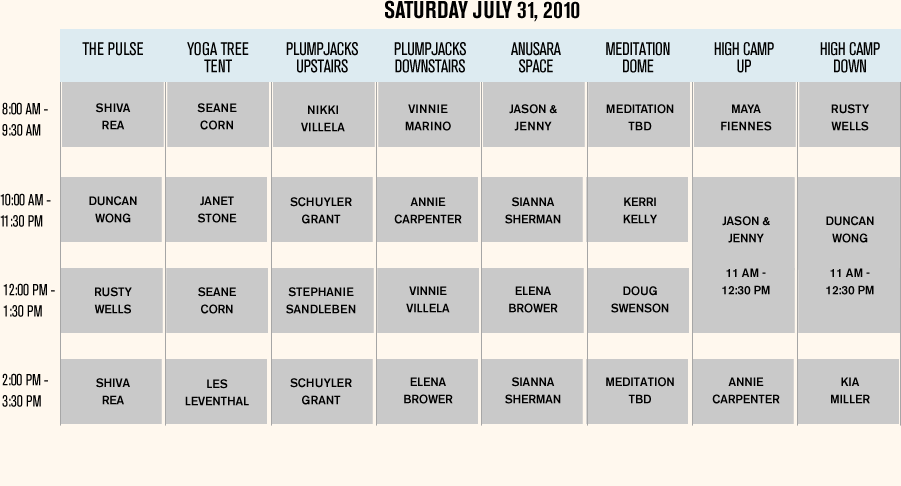 SATURDAY JULY 31, 2010
THE PULSE
YOGA TREE
TENT
PLUMPJACKS
UPSTAIRS
PLUMPJACKS
DOWNSTAIRS
ANUSARA
SPACE
MEDITATION
DOME
HIGH CAMP
UP
HIGH CAMP
DOWN
8:00 AM -
9:30 AM
SHIVA
REA
SEANE
CORN
NIKKI
VILLELA
VINNIE
MARINO
JASON &
JENNY
MEDITATION
TBD
MAYA
FIENNES
RUSTY
WELLS
10:00 AM -
11:30 PM
DUNCAN
WONG
JANET
STONE
SCHUYLER
GRANT
ANNIE
CARPENTER
SIANNA
SHERMAN
KERRI
KELLY
JASON &
JENNY
11 AM -
12:30 PM
DUNCAN
WONG
11 AM -
12:30 PM
12:00 PM -
1:30 PM
RUSTY
WELLS
SEANE
CORN
STEPHANIE
SANDLEBEN
VINNIE
VILLELA
ELENA
BROWER
DOUG
SWENSON
2:00 PM -
3:30 PM
SHIVA
REA
LES
LEVENTHAL
SCHUYLER
GRANT
ELENA
BROWER
SIANNA
SHERMAN
MEDITATION
TBD
ANNIE
CARPENTER
KIA
MILLER